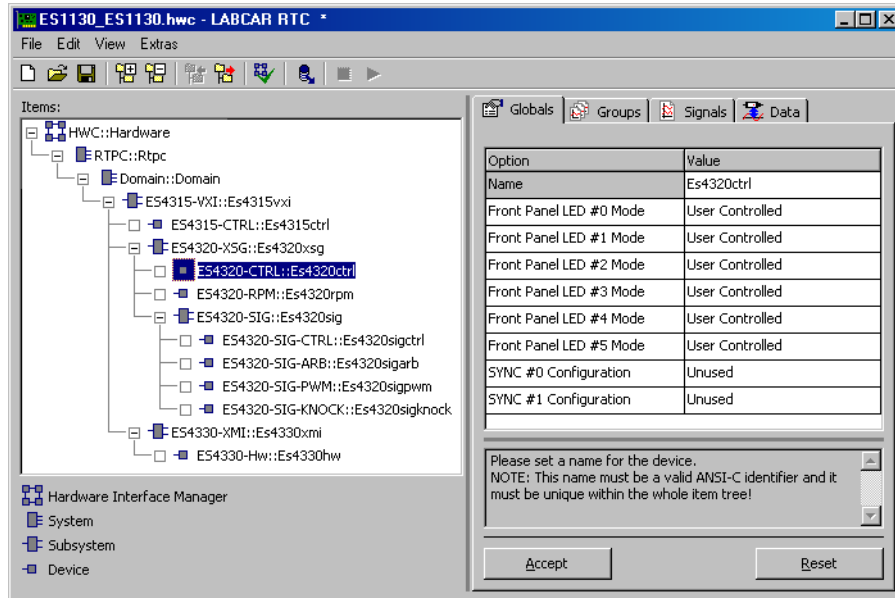 ES1130_ES1130.hwc - LABCAR RTC *
File Edit View Extras
Items:
HWC::Hardware
RTPC::Rtpc
Domain::Domain
ES4315-VXI::Es4315vxi
ES4315-CTRL::Es4315ctrl
ES4320-XSG::Es4320xsg
ES4320-CTRL::Es4320ctrl
ES4320-RPM::Es4320rpm
ES4320-SIG::Es4320sig
ES4320-SIG-CTRL::Es4320sigctrl
ES4320-SIG-ARB::Es4320sigarb
ES4320-SIG-PWM::Es4320sigpwm
ES4320-SIG-KNOCK::Es4320sigknock
ES4330-XMI::Es4330xmi
ES4330-Hw::Es4330hw
Hardware Interface Manager
System
Subsystem
Device
Globals Groups Signals Data
Option Value
Name Es4320ctrl
Front Panel LED #0 Mode User Controlled
Front Panel LED #1 Mode User Controlled
Front Panel LED #2 Mode User Controlled
Front Panel LED #3 Mode User Controlled
Front Panel LED #4 Mode User Controlled
Front Panel LED #5 Mode User Controlled
SYNC #0 Configuration Unused
SYNC #1 Configuration Unused
Please set a name for the device.
NOTE: This name must be a valid ANSI-C identifier and it
must be unique within the whole item tree!
Accept Reset